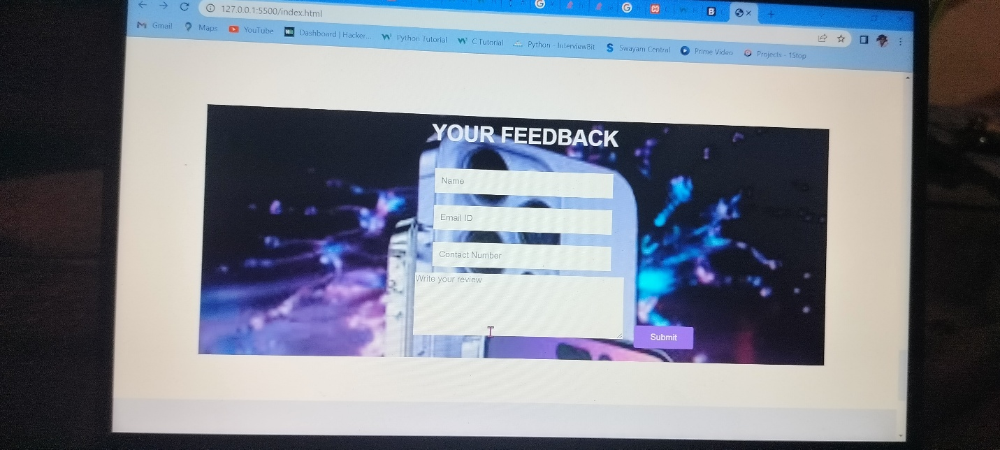 127.0.0.1:5500/index.html
Gmail Maps YouTube Dashboard | Hacker... Python Tutorial C Tutorial Python - InterviewBit Swayam Central Prime Video Projects - 1Stop
YOUR FEEDBACK
Name
Email ID
Contact Number
Write your review
Submit